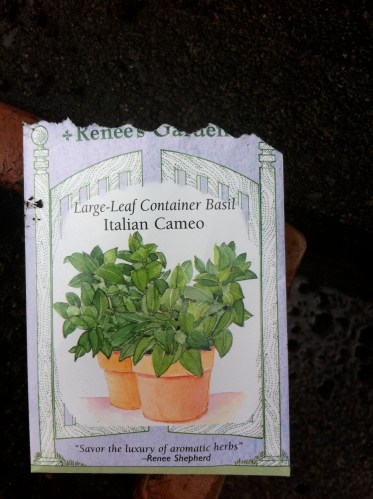 Renee's Garden
Large-Leaf Container Basil
Italian Cameo
"Savor the luxury of aromatic herbs"
–Renee Shepherd